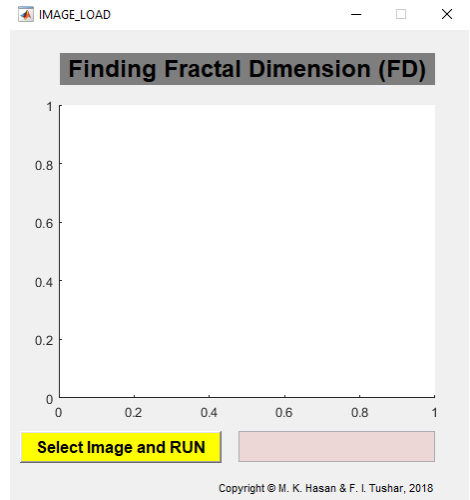 IMAGE_LOAD
Finding Fractal Dimension (FD)
1
0.8
0.6
0.4
0.2
0
0 0.2 0.4 0.6 0.8 1
Select Image and RUN
Copyright © M. K. Hasan & F. I. Tushar, 2018